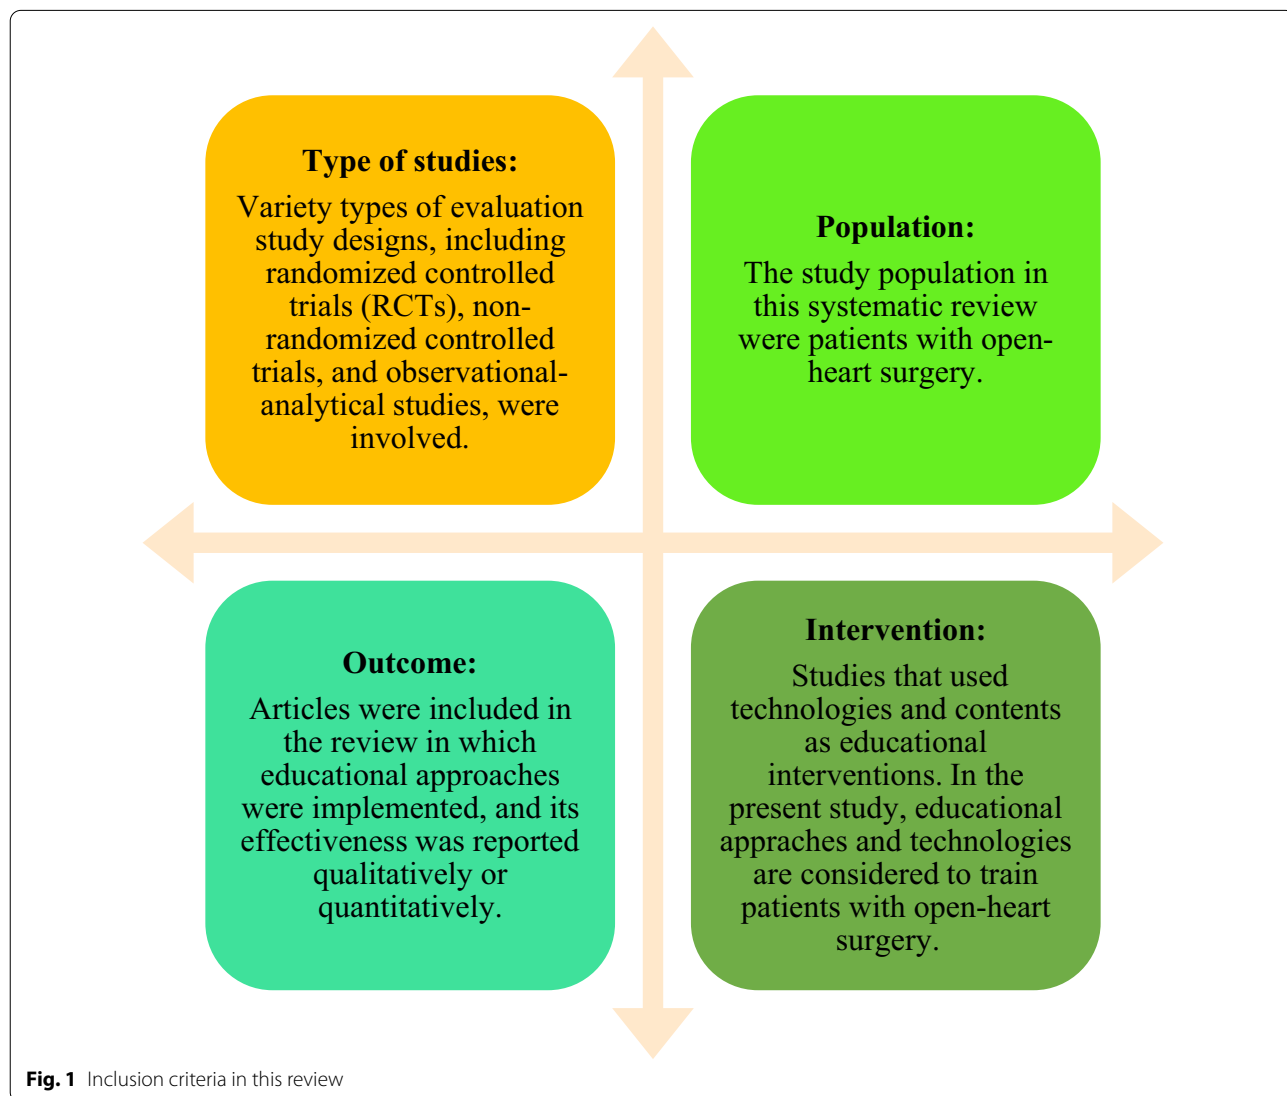 Type of studies:
Variety types of evaluation
study designs, including
randomized controlled
trials (RCTs), non-
randomized controlled
trials, and observational-
analytical studies, were
involved.
Population:
The study population in
this systematic review
were patients with open-
heart surgery.
Outcome:
Articles were included in
the review in which
educational approaches
were implemented, and its
effectiveness was reported
qualitatively or
quantitatively.
Intervention:
Studies that used
technologies and contents
as educational
interventions. In the
present study, educational
appraches and technologies
are considered to train
patients with open-heart
surgery.
Fig. 1 Inclusion criteria in this review